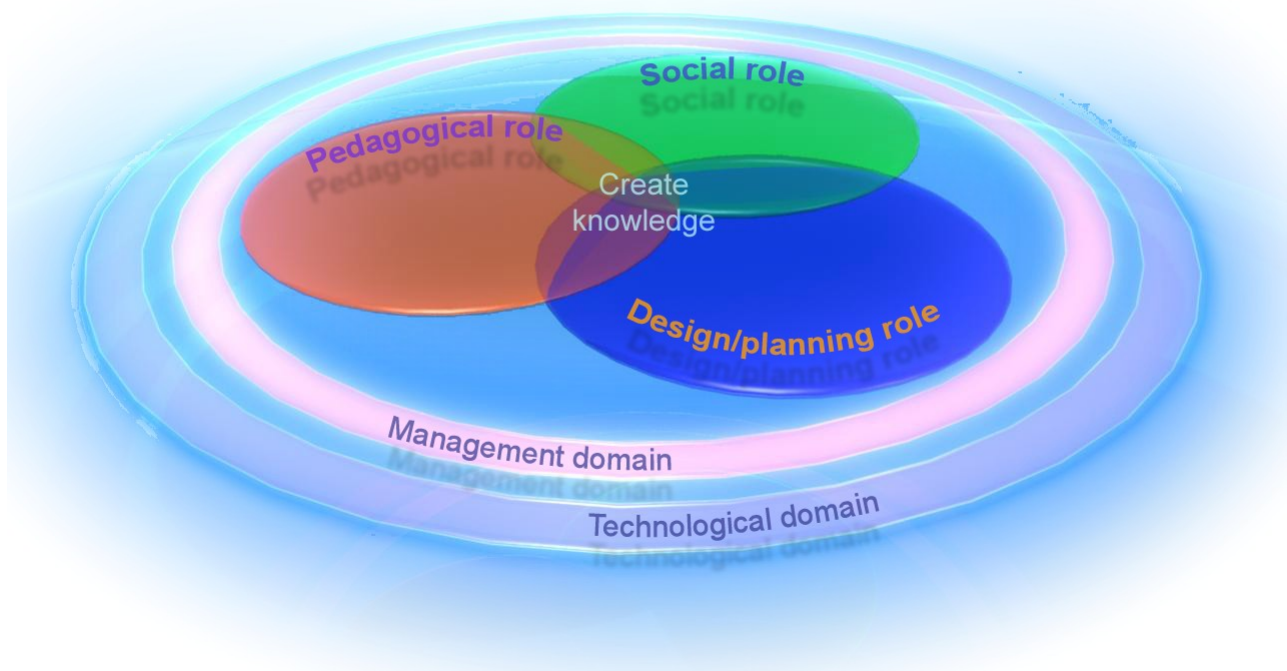 Social role
Pedagogical role
Create
knowledge
Design/planning role
Management domain
Technological domain